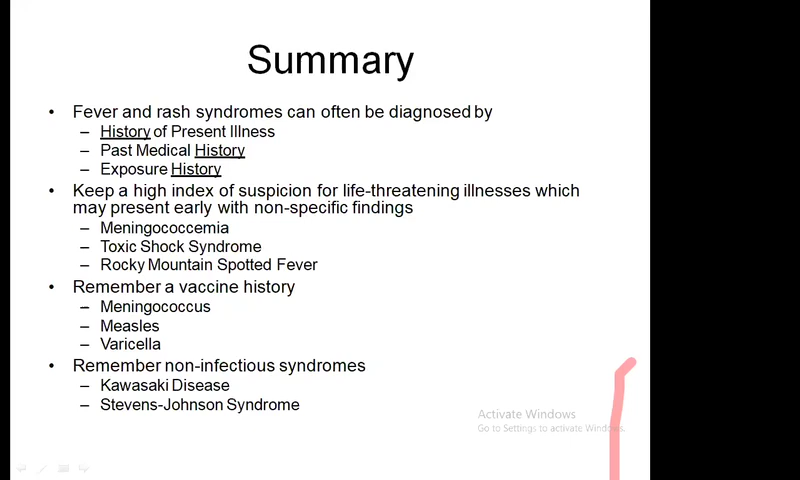 Summary
• Fever and rash syndromes can often be diagnosed by
– History of Present Illness
– Past Medical History
– Exposure History
• Keep a high index of suspicion for life-threatening illnesses which
may present early with non-specific findings
– Meningococcemia
– Toxic Shock Syndrome
– Rocky Mountain Spotted Fever
• Remember a vaccine history
– Meningococcus
– Measles
– Varicella
• Remember non-infectious syndromes
– Kawasaki Disease
– Stevens-Johnson Syndrome
Activate Windows
Go to Settings to activate Windows.